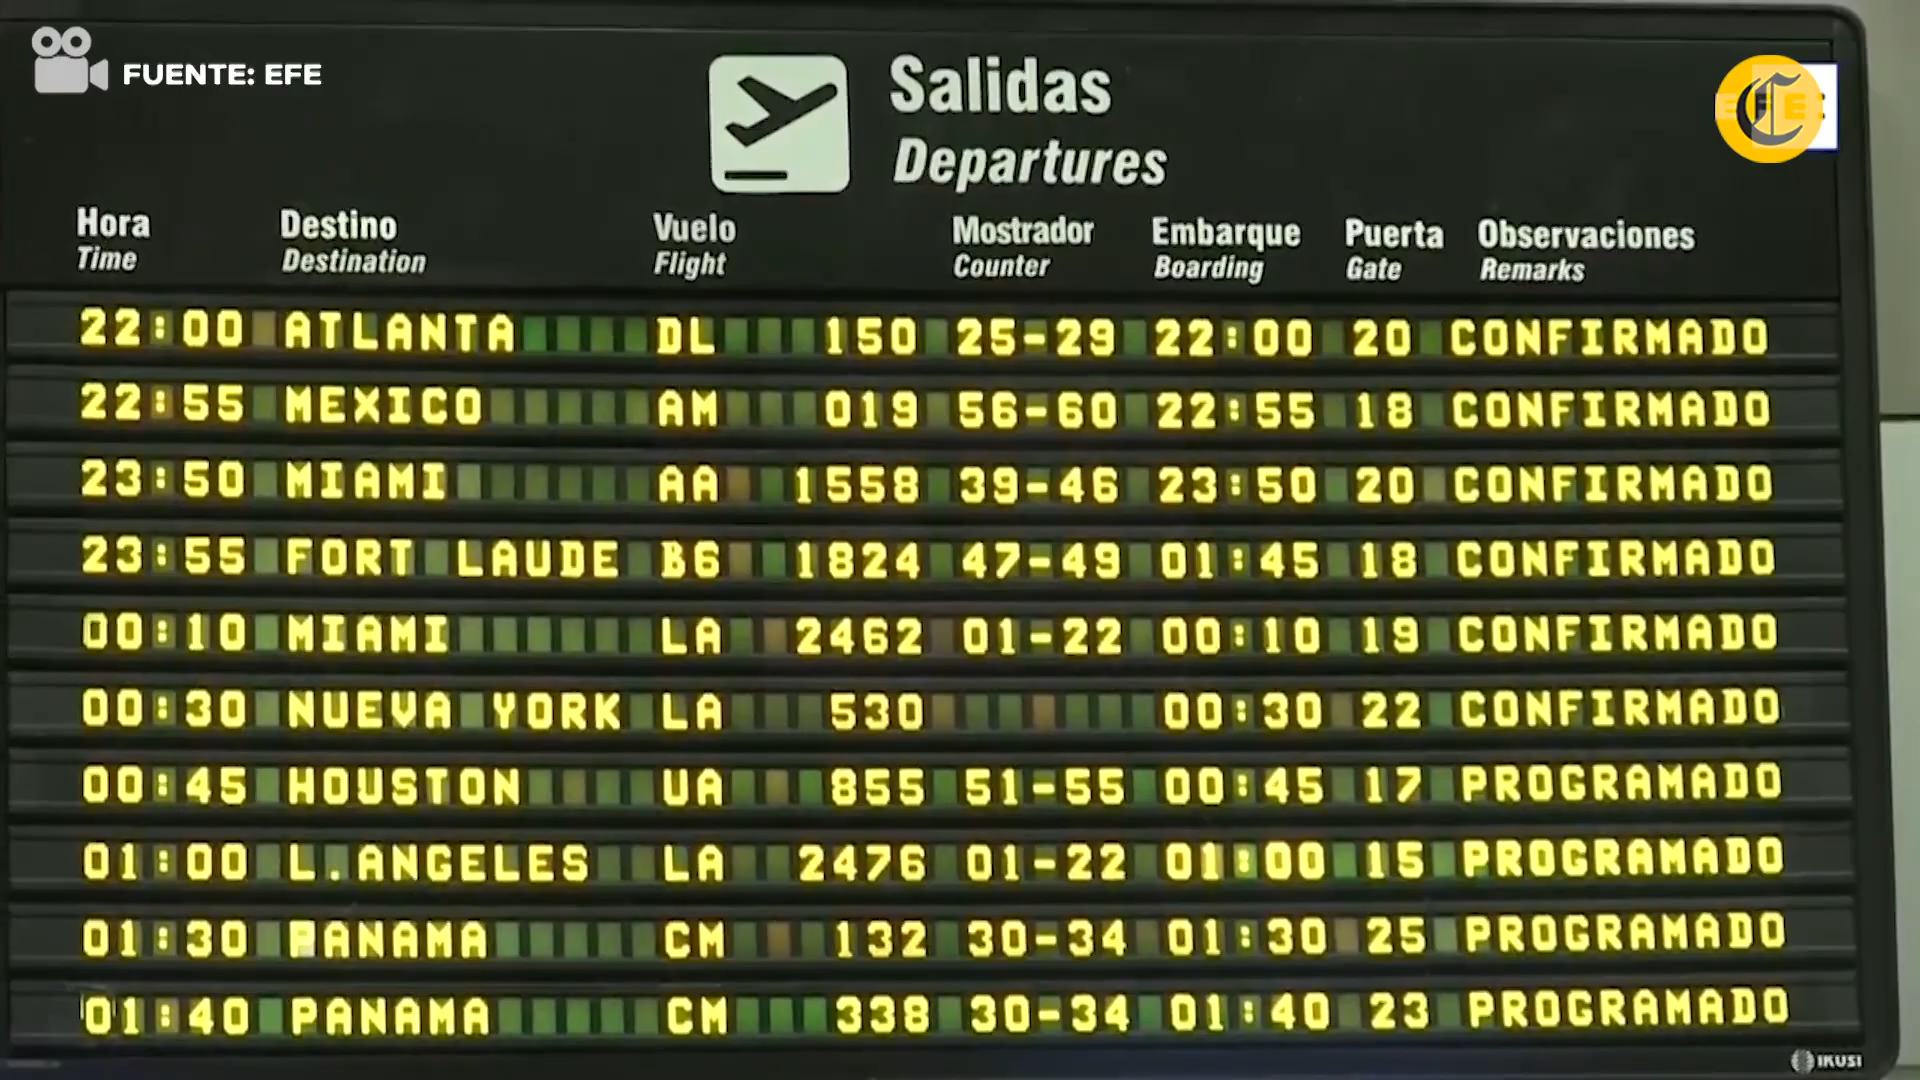 FUENTE: EFE
Salidas
Departures
Hora Destino Vuelo Mostrador Embarque Puerta Observaciones
Time Destination Flight Counter Boarding Gate Remarks
22:00 ATLANTA DL 150 25-29 22:00 20 CONFIRMADO
22:55 MEXICO AM 019 56-60 22:55 18 CONFIRMADO
23:50 MIAMI AA 1558 39-46 23:50 20 CONFIRMADO
23:55 FORT LAUDE B6 1824 47-49 01:45 18 CONFIRMADO
00:10 MIAMI LA 2462 01-22 00:10 19 CONFIRMADO
00:30 NUEVA YORK LA 530 00:30 22 CONFIRMADO
00:45 HOUSTON UA 855 51-55 00:45 17 PROGRAMADO
01:00 L.ANGELES LA 2476 01-22 01:00 15 PROGRAMADO
01:30 PANAMA CM 132 30-34 01:30 25 PROGRAMADO
01:40 PANAMA CM 338 30-34 01:40 23 PROGRAMADO
IKUSI